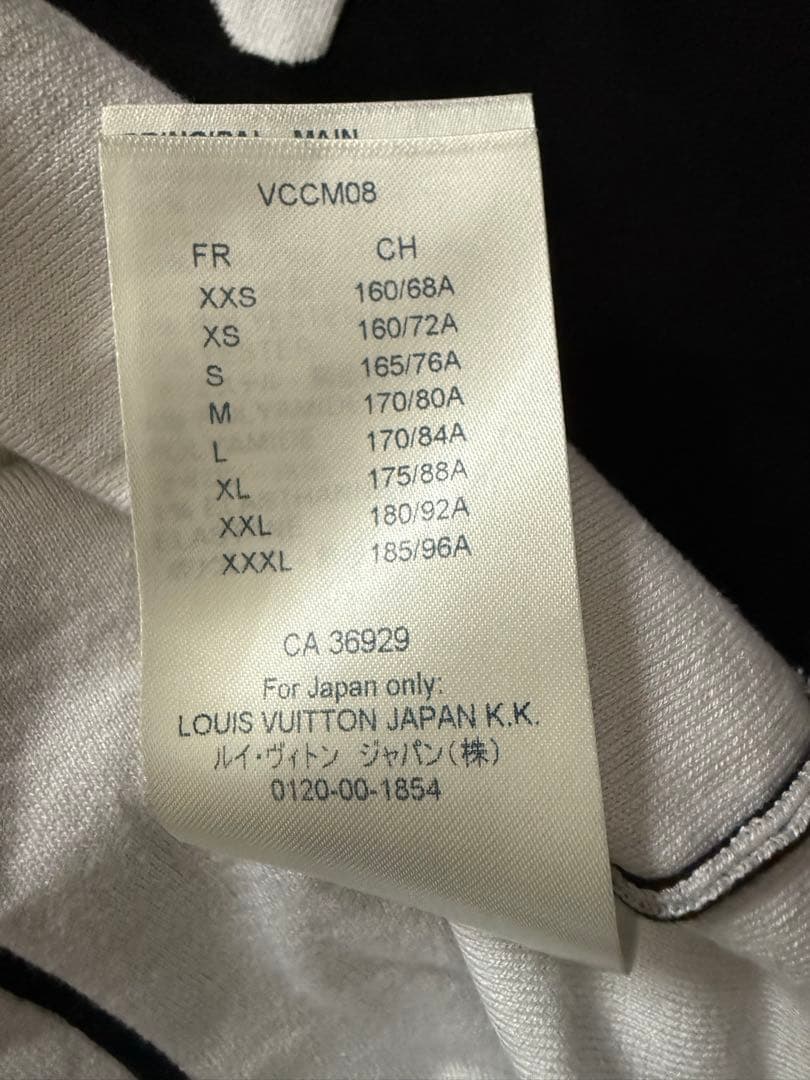 MAIN
VCCM08
FR CH
XXS 160/68A
XS 160/72A
S 165/76A
M 170/80A
L 170/84A
XL 175/88A
XXL 180/92A
XXXL 185/96A
CA 36929
For Japan only:
LOUIS VUITTON JAPAN K.K.
ルイ・ヴィトン ジャパン(株)
0120-00-1854